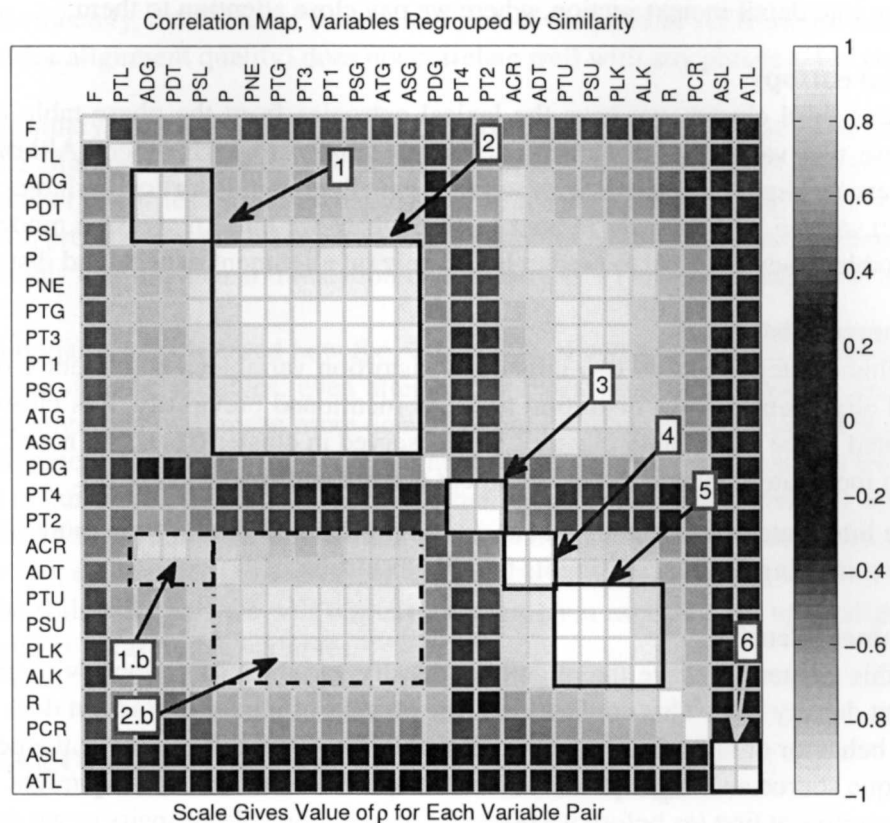 Correlation Map, Variables Regrouped by Similarity
F PTL ADG PDT PSL P PNE PTG PT3 PT1 PSG ATG ASG PDG PT4 PT2 ACR ADT PTU PSU PLK ALK R PCR ASL ATL
F
PTL
ADG
PDT
PSL
P
PNE
PTG
PT3
PT1
PSG
ATG
ASG
PDG
PT4
PT2
ACR
ADT
PTU
PSU
PLK
ALK
R
PCR
ASL
ATL
1
2
3
4
5
6
1.b
2.b
1
0.8
0.6
0.4
0.2
0
−0.2
−0.4
−0.6
−0.8
−1
Scale Gives Value of ρ for Each Variable Pair